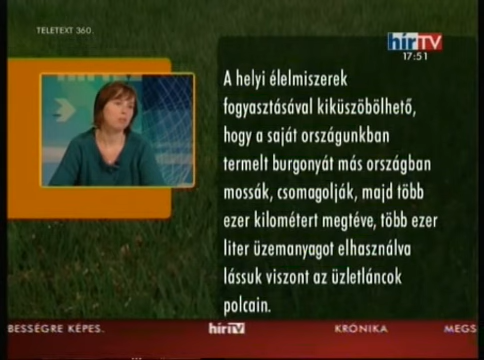 TELETEXT 360.
hírTV
17:51
A helyi élelmiszerek
fogyasztásával kiküszöbölhető,
hogy a saját országunkban
termelt burgonyát más országban
mossák, csomagolják, majd több
ezer kilométert megtéve, több ezer
liter üzemanyagot elhasználva
lássuk viszont az üzletláncok
polcain.
BESSÉGRE KÉPES. hírTV KRÓNIKA MEGS